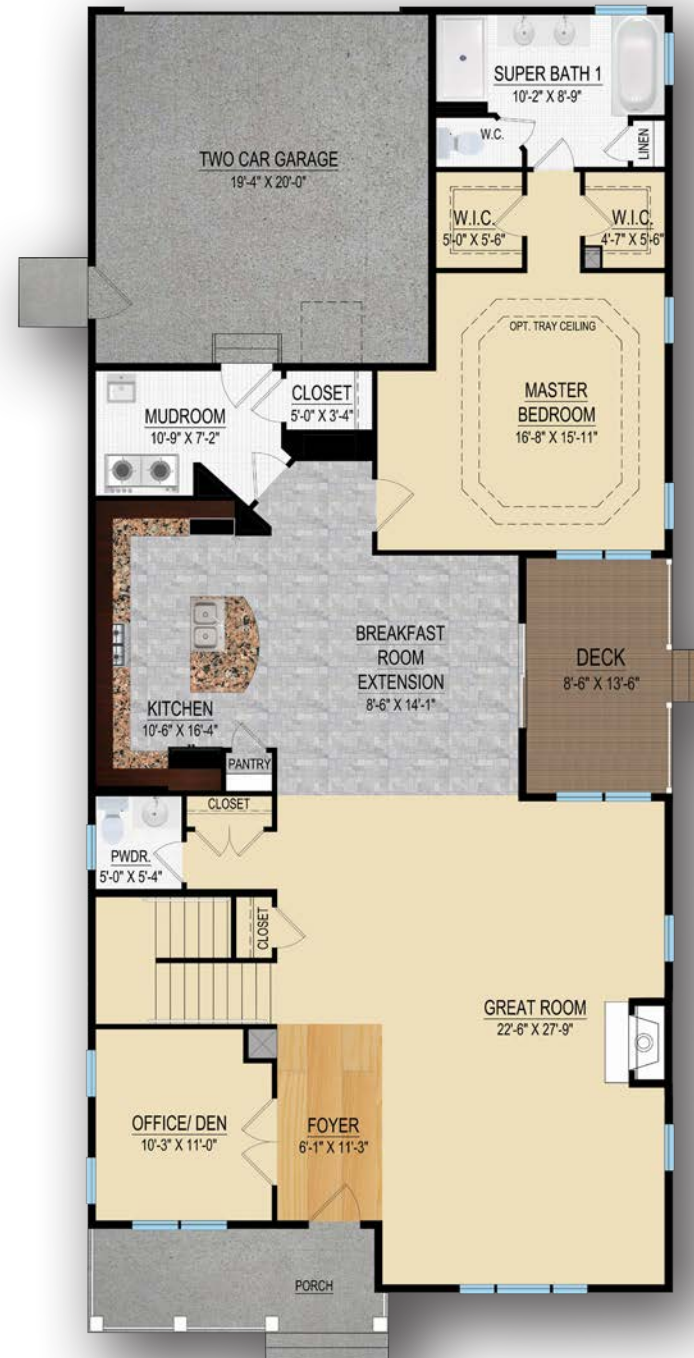 SUPER BATH 1
10'-2" X 8'-9"
W.C.
LINEN
TWO CAR GARAGE
19'-4" X 20'-0"
W.I.C.
5'-0" X 5'-6"
W.I.C.
4'-7" X 5'-6"
OPT. TRAY CEILING
MASTER
BEDROOM
16'-8" X 15'-11"
CLOSET
5'-0" X 3'-4"
MUDROOM
10'-9" X 7'-2"
BREAKFAST
ROOM
EXTENSION
8'-6" X 14'-1"
DECK
8'-6" X 13'-6"
KITCHEN
10'-6" X 16'-4"
PANTRY
CLOSET
PWDR.
5'-0" X 5'-4"
CLOSET
GREAT ROOM
22'-6" X 27'-9"
OFFICE/ DEN
10'-3" X 11'-0"
FOYER
6'-1" X 11'-3"
PORCH